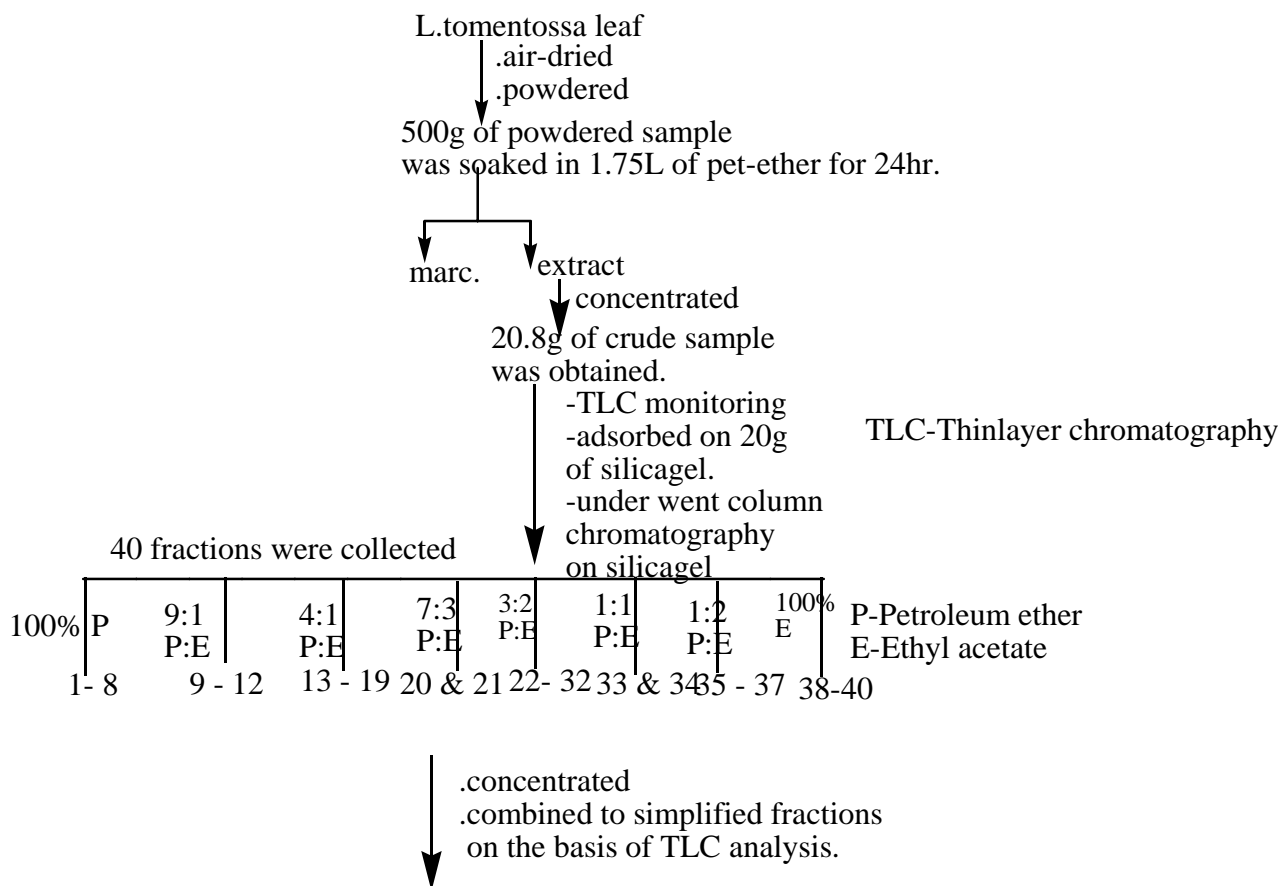 L.tomentossa leaf
.air-dried
.powdered
500g of powdered sample
was soaked in 1.75L of pet-ether for 24hr.
marc.
extract
concentrated
20.8g of crude sample
was obtained.
-TLC monitoring
-adsorbed on 20g
of silicagel.
-under went column
chromatography
on silicagel
TLC-Thinlayer chromatography
40 fractions were collected
100% P
9:1
P:E
4:1
P:E
7:3
P:E
3:2
P:E
1:1
P:E
1:2
P:E
100%
E
P-Petroleum ether
E-Ethyl acetate
1- 8
9 - 12
13 - 19
20 & 21
22- 32
33 & 34
35 - 37
38-40
.concentrated
.combined to simplified fractions
on the basis of TLC analysis.